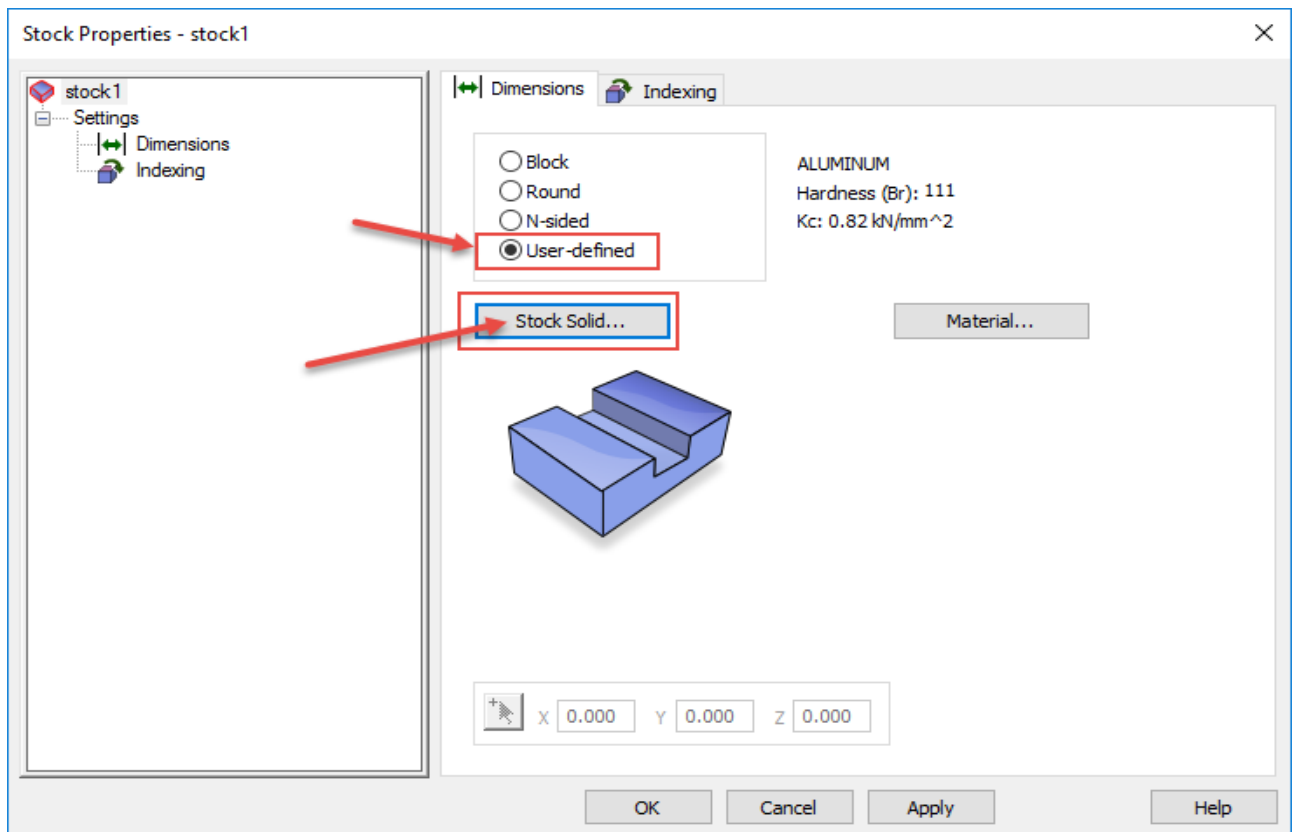 Stock Properties - stock1
stock1
Settings
Dimensions
Indexing
Dimensions
Indexing
Block
Round
N-sided
User-defined
ALUMINUM
Hardness (Br): 111
Kc: 0.82 kN/mm^2
Stock Solid...
Material...
X 0.000 Y 0.000 Z 0.000
OK Cancel Apply Help